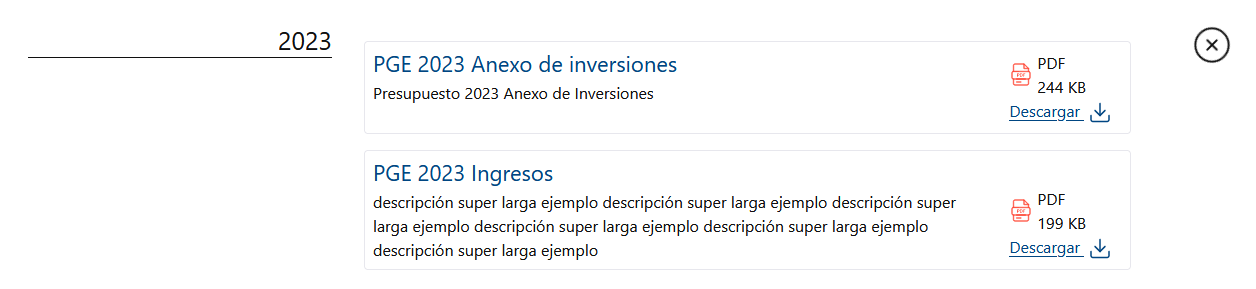 2023
PGE 2023 Anexo de inversiones
Presupuesto 2023 Anexo de Inversiones
PDF
PDF
244 KB
Descargar
PGE 2023 Ingresos
descripción super larga ejemplo descripción super larga ejemplo descripción super
larga ejemplo descripción super larga ejemplo descripción super larga ejemplo
descripción super larga ejemplo
PDF
PDF
199 KB
Descargar